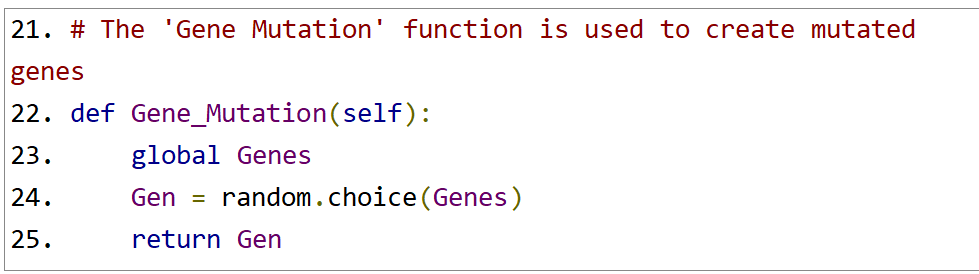 21. # The 'Gene Mutation' function is used to create mutated
genes
22. def Gene_Mutation(self):
23.     global Genes
24.     Gen = random.choice(Genes)
25.     return Gen